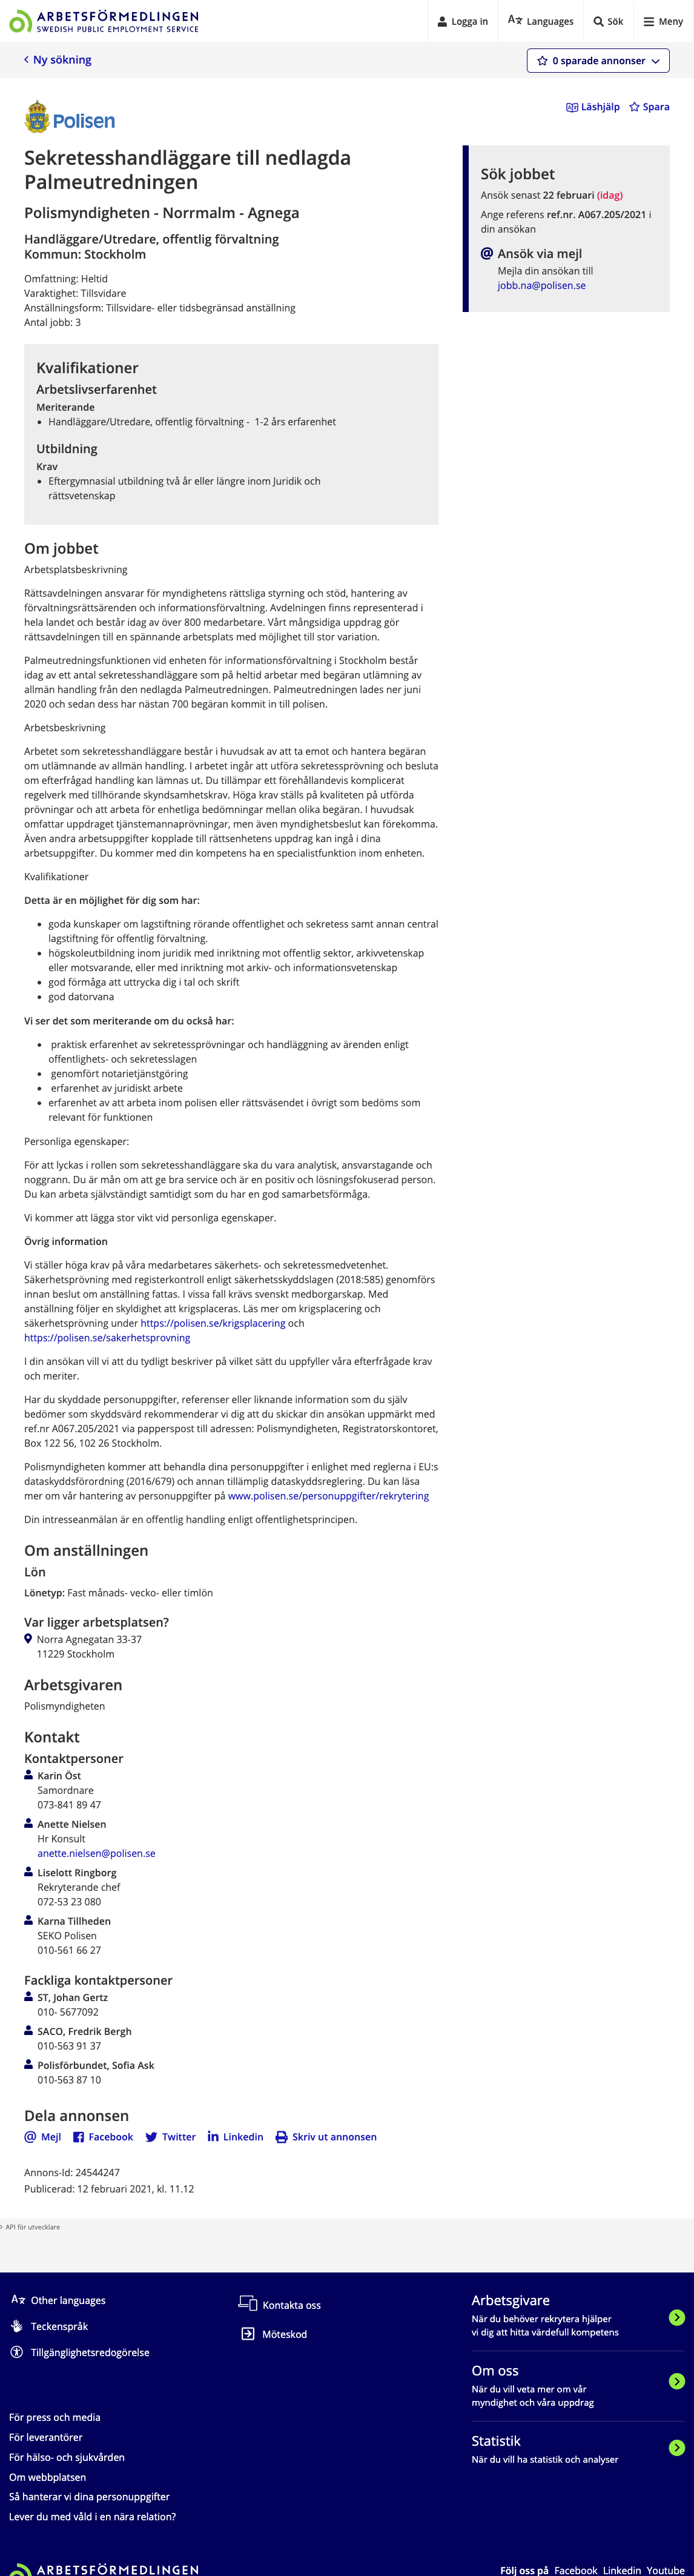 ARBETSFÖRMEDLINGEN
SWEDISH PUBLIC EMPLOYMENT SERVICE
Logga in
Languages
Sök
Meny
Ny sökning
0 sparade annonser
Polisen
Läshjälp
Spara
Sekretesshandläggare till nedlagda
Palmeutredningen
Polismyndigheten - Norrmalm - Agnega
Handläggare/Utredare, offentlig förvaltning
Kommun: Stockholm
Omfattning: Heltid
Varaktighet: Tillsvidare
Anställningsform: Tillsvidare- eller tidsbegränsad anställning
Antal jobb: 3
Sök jobbet
Ansök senast 22 februari (idag)
Ange referens ref.nr. A067.205/2021 i
din ansökan
Ansök via mejl
Mejla din ansökan till
jobb.na@polisen.se
Kvalifikationer
Arbetslivserfarenhet
Meriterande
• Handläggare/Utredare, offentlig förvaltning - 1-2 års erfarenhet
Utbildning
Krav
• Eftergymnasial utbildning två år eller längre inom Juridik och
rättsvetenskap
Om jobbet
Arbetsplatsbeskrivning
Rättsavdelningen ansvarar för myndighetens rättsliga styrning och stöd, hantering av
förvaltningsrättsärenden och informationsförvaltning. Avdelningen finns representerad i
hela landet och består idag av över 800 medarbetare. Vårt mångsidiga uppdrag gör
rättsavdelningen till en spännande arbetsplats med möjlighet till stor variation.
Palmeutredningsfunktionen vid enheten för informationsförvaltning i Stockholm består
idag av ett antal sekretesshandläggare som på heltid arbetar med begäran utlämning av
allmän handling från den nedlagda Palmeutredningen. Palmeutredningen lades ner juni
2020 och sedan dess har nästan 700 begäran kommit in till polisen.
Arbetsbeskrivning
Arbetet som sekretesshandläggare består i huvudsak av att ta emot och hantera begäran
om utlämnande av allmän handling. I arbetet ingår att utföra sekretessprövning och besluta
om efterfrågad handling kan lämnas ut. Du tillämpar ett förehållandevis komplicerat
regelverk med tillhörande skyndsamhetskrav. Höga krav ställs på kvaliteten på utförda
prövningar och att arbeta för enhetliga bedömningar mellan olika begäran. I huvudsak
omfattar uppdraget tjänstemannaprövningar, men även myndighetsbeslut kan förekomma.
Även andra arbetsuppgifter kopplade till rättsenhetens uppdrag kan ingå i dina
arbetsuppgifter. Du kommer med din kompetens ha en specialistfunktion inom enheten.
Kvalifikationer
Detta är en möjlighet för dig som har:
• goda kunskaper om lagstiftning rörande offentlighet och sekretess samt annan central
lagstiftning för offentlig förvaltning.
• högskoleutbildning inom juridik med inriktning mot offentlig sektor, arkivvetenskap
eller motsvarande, eller med inriktning mot arkiv- och informationsvetenskap
• god förmåga att uttrycka dig i tal och skrift
• god datorvana
Vi ser det som meriterande om du också har:
• praktisk erfarenhet av sekretessprövningar och handläggning av ärenden enligt
offentlighets- och sekretesslagen
• genomfört notarietjänstgöring
• erfarenhet av juridiskt arbete
• erfarenhet av att arbeta inom polisen eller rättsväsendet i övrigt som bedöms som
relevant för funktionen
Personliga egenskaper:
För att lyckas i rollen som sekretesshandläggare ska du vara analytisk, ansvarstagande och
noggrann. Du är mån om att ge bra service och är en positiv och lösningsfokuserad person.
Du kan arbeta självständigt samtidigt som du har en god samarbetsförmåga.
Vi kommer att lägga stor vikt vid personliga egenskaper.
Övrig information
Vi ställer höga krav på våra medarbetares säkerhets- och sekretessmedvetenhet.
Säkerhetsprövning med registerkontroll enligt säkerhetsskyddslagen (2018:585) genomförs
innan beslut om anställning fattas. I vissa fall krävs svenskt medborgarskap. Med
anställning följer en skyldighet att krigsplaceras. Läs mer om krigsplacering och
säkerhetsprövning under https://polisen.se/krigsplacering och
https://polisen.se/sakerhetsprovning
I din ansökan vill vi att du tydligt beskriver på vilket sätt du uppfyller våra efterfrågade krav
och meriter.
Har du skyddade personuppgifter, referenser eller liknande information som du själv
bedömer som skyddsvärd rekommenderar vi dig att du skickar din ansökan uppmärkt med
ref.nr A067.205/2021 via papperspost till adressen: Polismyndigheten, Registratorskontoret,
Box 122 56, 102 26 Stockholm.
Polismyndigheten kommer att behandla dina personuppgifter i enlighet med reglerna i EU:s
dataskyddsförordning (2016/679) och annan tillämplig dataskyddsreglering. Du kan läsa
mer om vår hantering av personuppgifter på www.polisen.se/personuppgifter/rekrytering
Din intresseanmälan är en offentlig handling enligt offentlighetsprincipen.
Om anställningen
Lön
Lönetyp: Fast månads- vecko- eller timlön
Var ligger arbetsplatsen?
Norra Agnegatan 33-37
11229 Stockholm
Arbetsgivaren
Polismyndigheten
Kontakt
Kontaktpersoner
Karin Öst
Samordnare
073-841 89 47
Anette Nielsen
Hr Konsult
anette.nielsen@polisen.se
Liselott Ringborg
Rekryterande chef
072-53 23 080
Karna Tillheden
SEKO Polisen
010-561 66 27
Fackliga kontaktpersoner
ST, Johan Gertz
010- 5677092
SACO, Fredrik Bergh
010-563 91 37
Polisförbundet, Sofia Ask
010-563 87 10
Dela annonsen
Mejl
Facebook
Twitter
Linkedin
Skriv ut annonsen
Annons-Id: 24544247
Publicerad: 12 februari 2021, kl. 11.12
API för utvecklare
Other languages
Teckenspråk
Tillgänglighetsredogörelse
Kontakta oss
Möteskod
Arbetsgivare
När du behöver rekrytera hjälper
vi dig att hitta värdefull kompetens
Om oss
När du vill veta mer om vår
myndighet och våra uppdrag
Statistik
När du vill ha statistik och analyser
För press och media
För leverantörer
För hälso- och sjukvården
Om webbplatsen
Så hanterar vi dina personuppgifter
Lever du med våld i en nära relation?
ARBETSFÖRMEDLINGEN
Följ oss på Facebook Linkedin Youtube